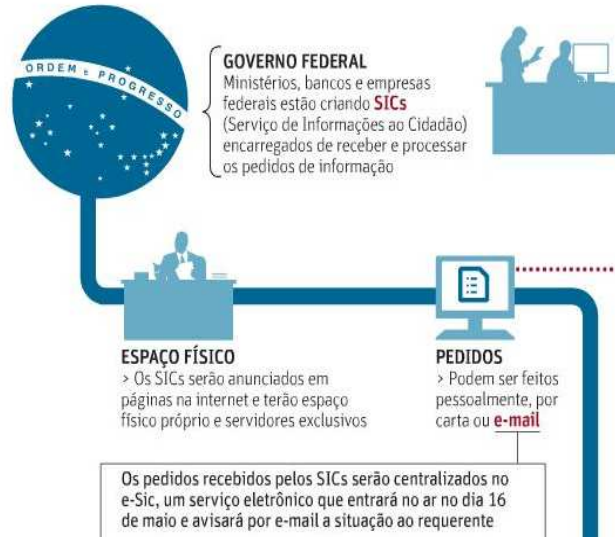 ORDEM E PROGRESSO
GOVERNO FEDERAL
Ministérios, bancos e empresas
federais estão criando SICs
(Serviço de Informações ao Cidadão)
encarregados de receber e processar
os pedidos de informação
ESPAÇO FÍSICO
> Os SICs serão anunciados em
páginas na internet e terão espaço
físico próprio e servidores exclusivos
PEDIDOS
> Podem ser feitos
pessoalmente, por
carta ou e-mail
Os pedidos recebidos pelos SICs serão centralizados no
e-Sic, um serviço eletrônico que entrará no ar no dia 16
de maio e avisará por e-mail a situação ao requerente